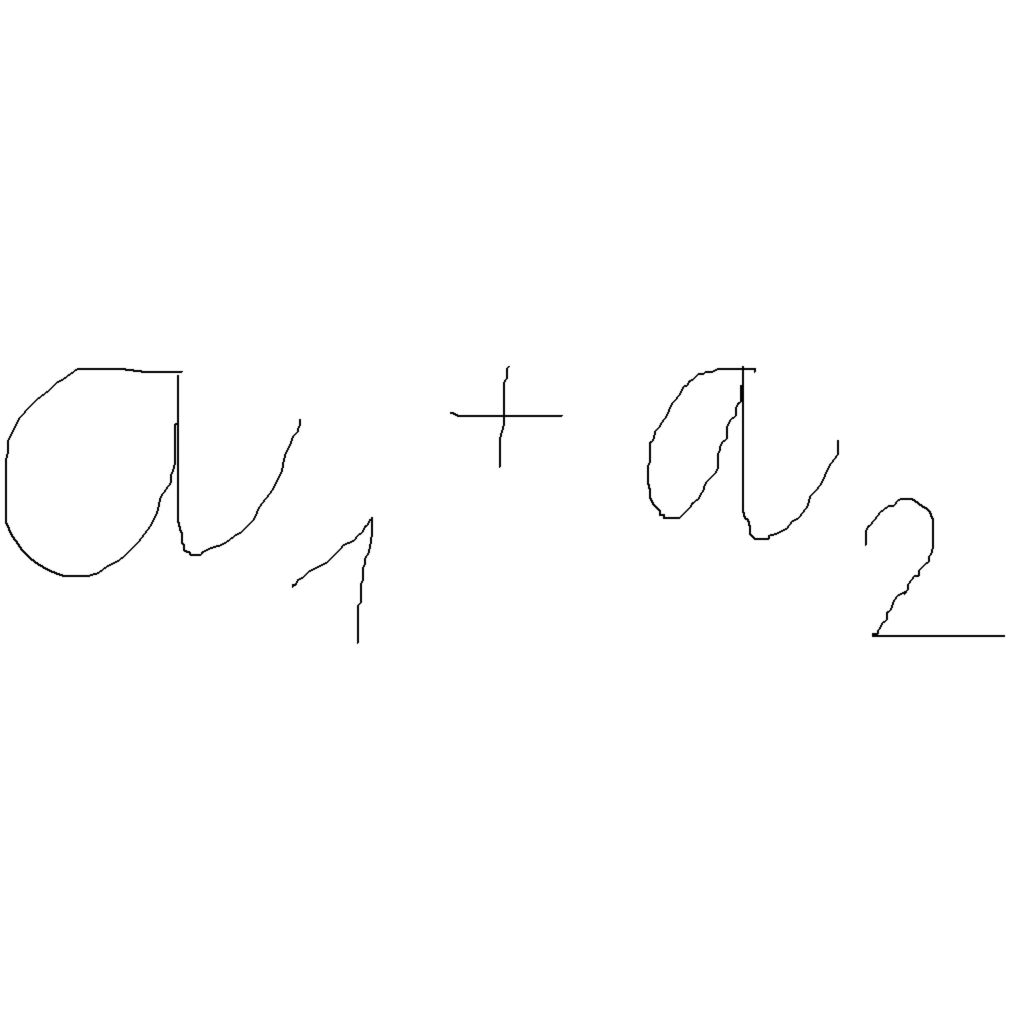 a₁ + a₂